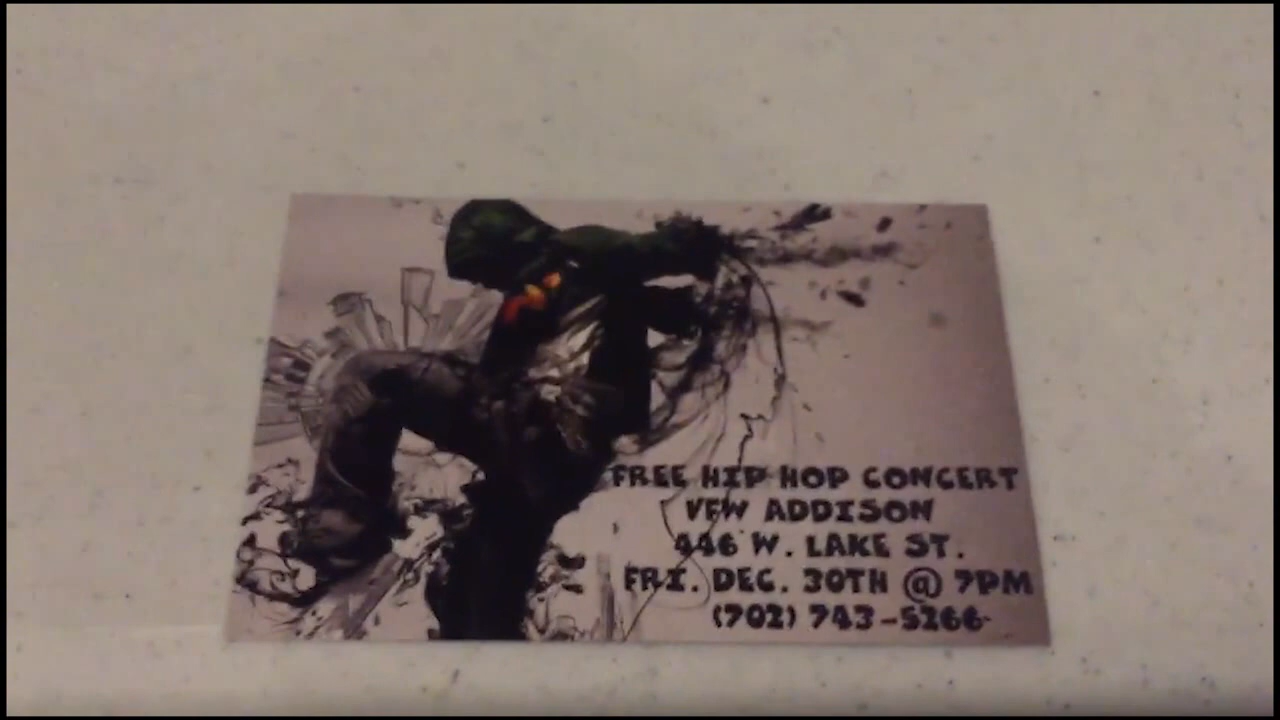 FREE HIP HOP CONCERT
VFW ADDISON
446 W. LAKE ST.
FRI. DEC. 30TH @ 7PM
(702) 743-5266